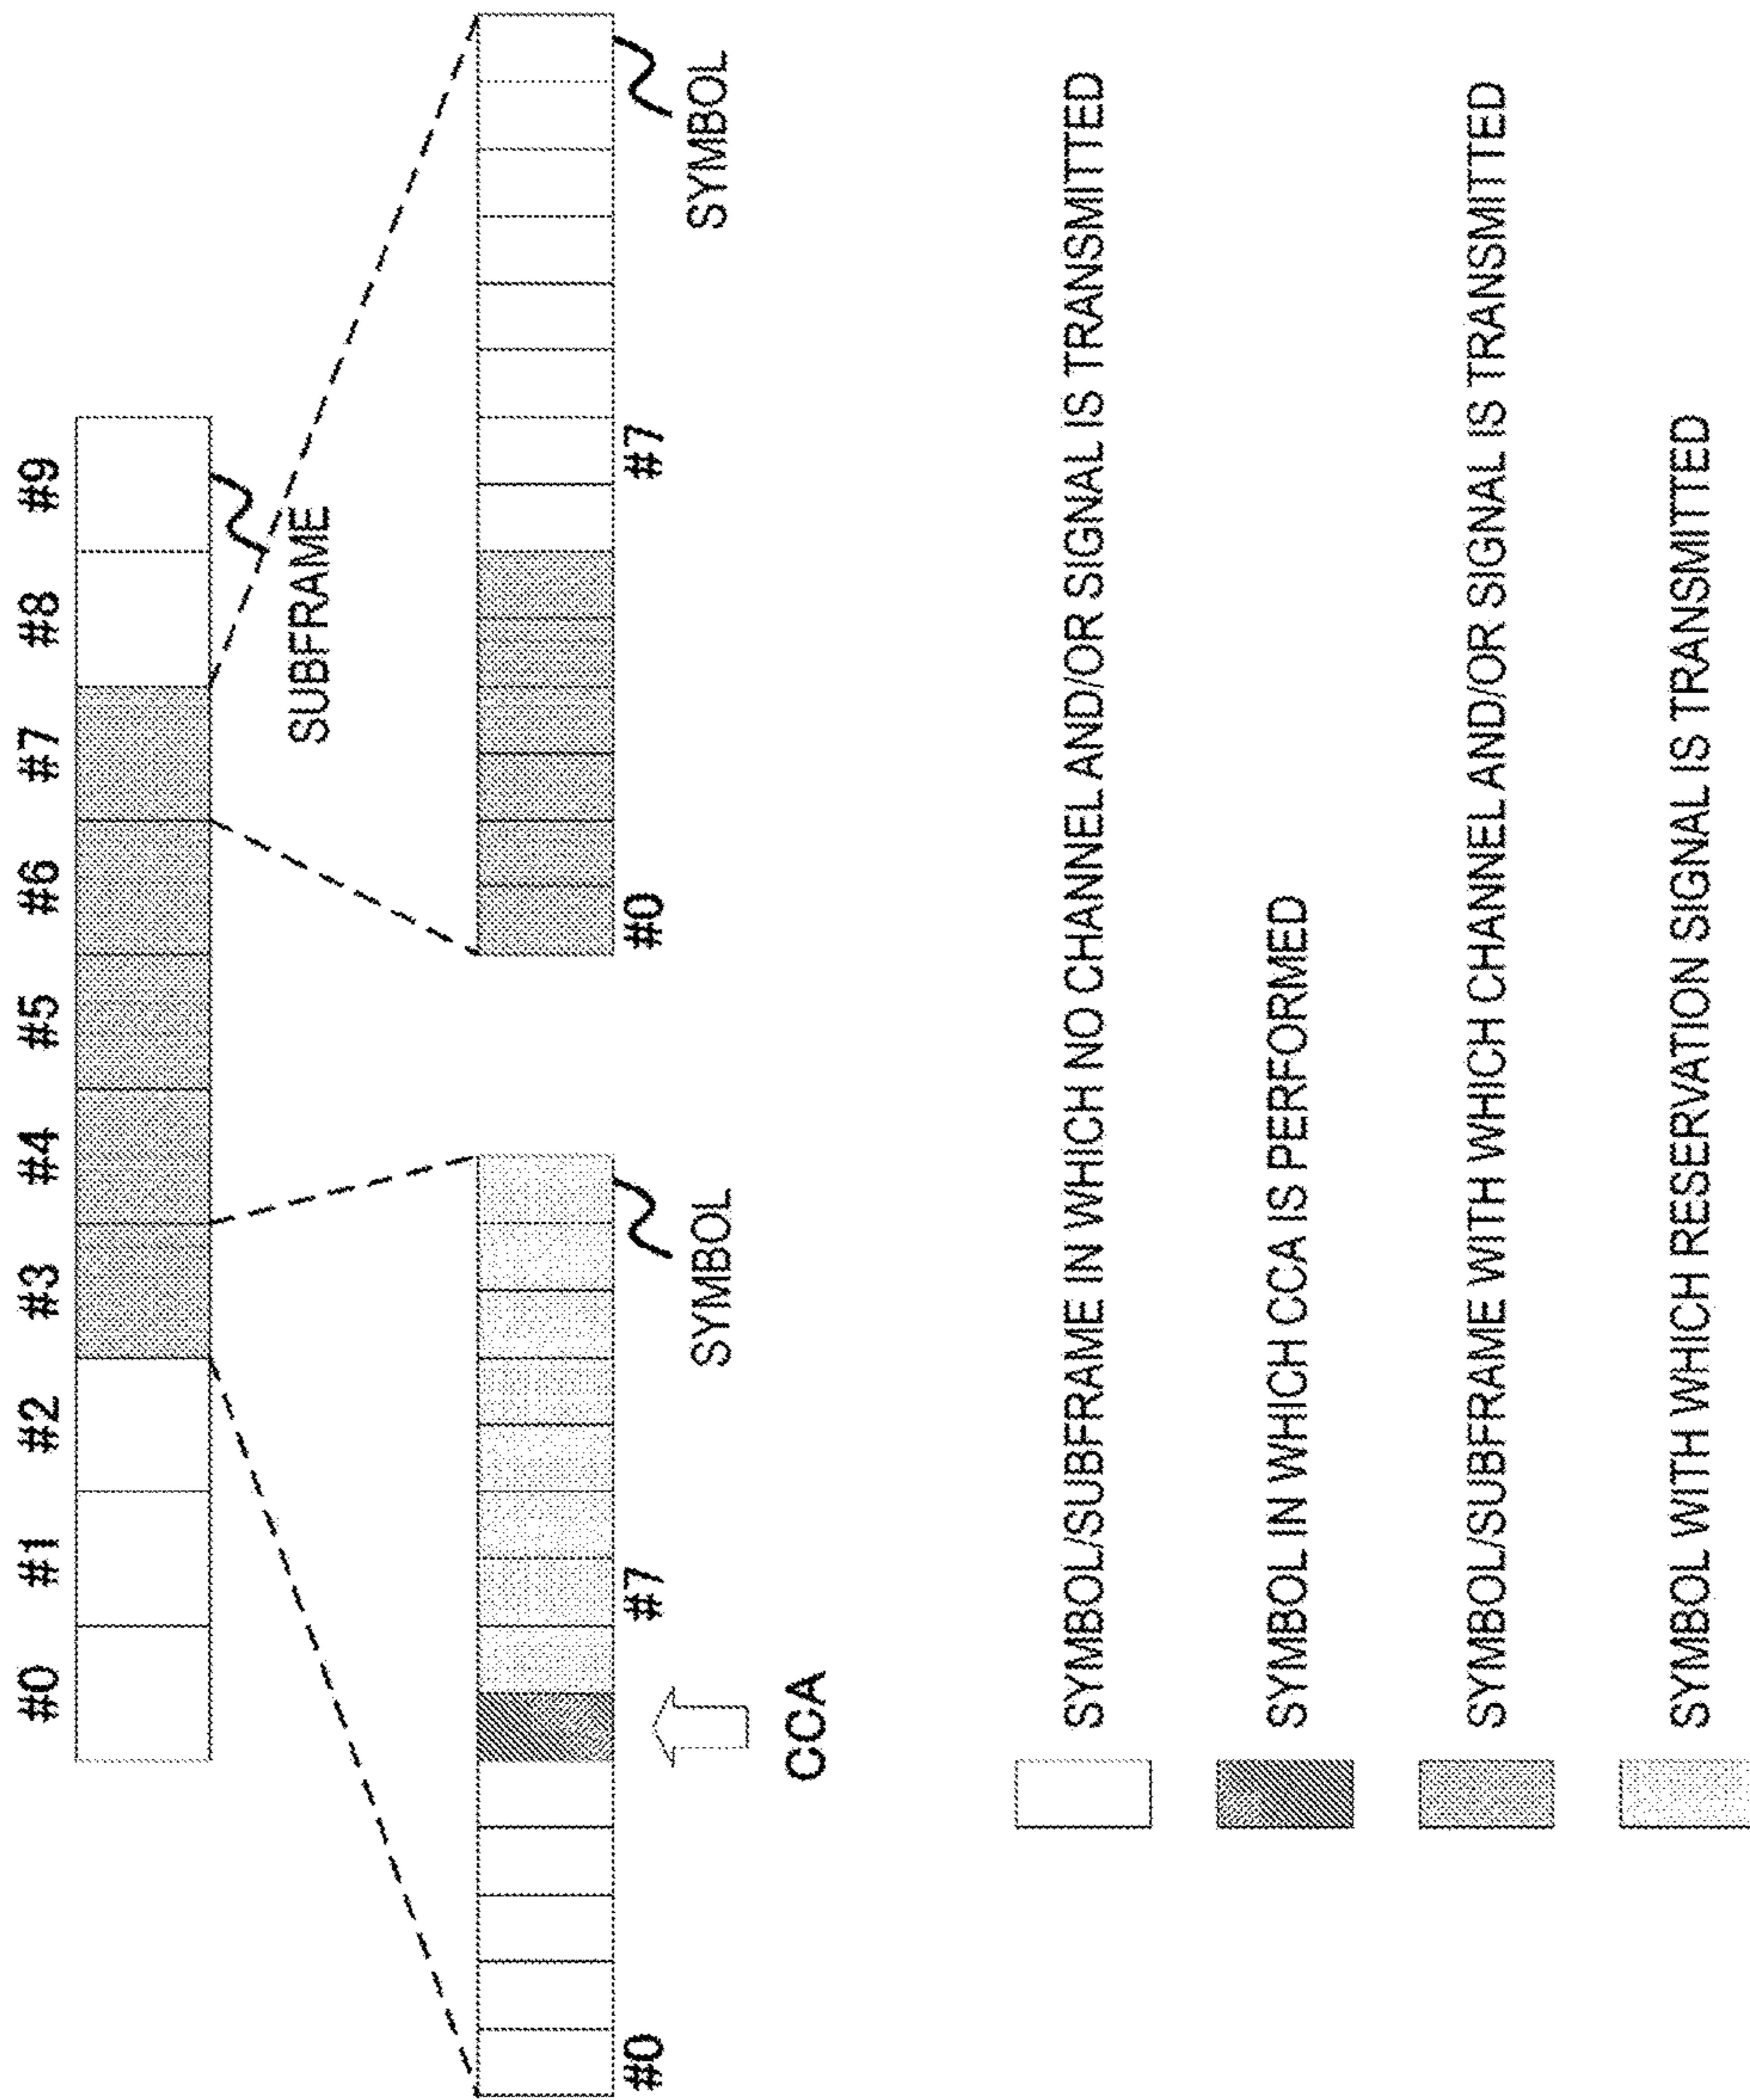 #0 #1 #2 #3 #4 #5 #6 #7 #8 #9
SUBFRAME
#0 #7
CCA
SYMBOL
#0 #7
SYMBOL
SYMBOL/SUBFRAME IN WHICH NO CHANNEL AND/OR SIGNAL IS TRANSMITTED
SYMBOL IN WHICH CCA IS PERFORMED
SYMBOL/SUBFRAME WITH WHICH CHANNEL AND/OR SIGNAL IS TRANSMITTED
SYMBOL WITH WHICH RESERVATION SIGNAL IS TRANSMITTED